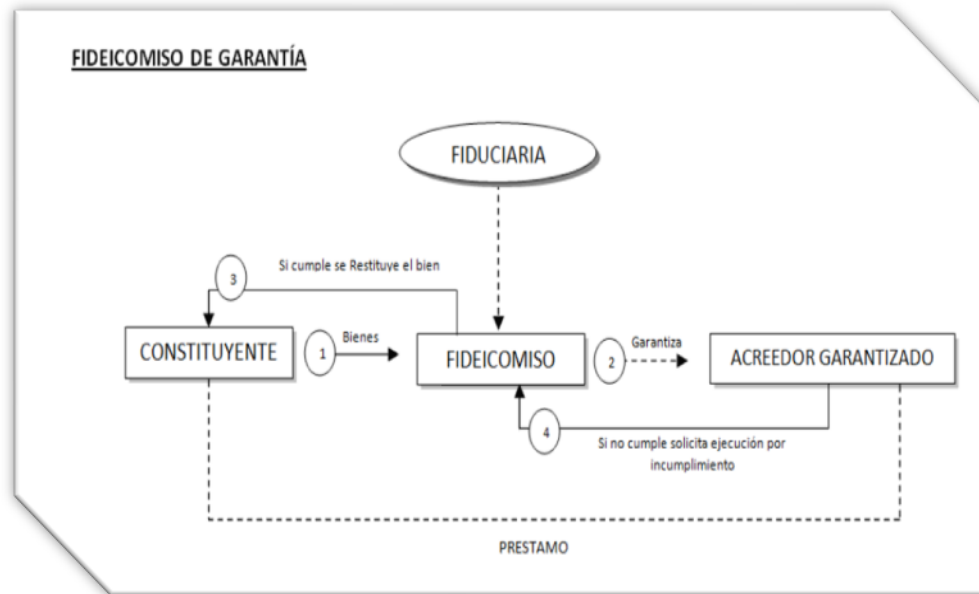 FIDEICOMISO DE GARANTÍA
FIDUCIARIA
3
Si cumple se Restituye el bien
CONSTITUYENTE
1
Bienes
FIDEICOMISO
2
Garantiza
ACREEDOR GARANTIZADO
4
Si no cumple solicita ejecución por
incumplimiento
PRESTAMO